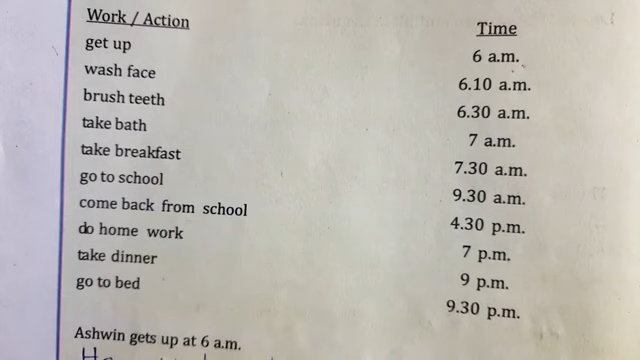 Work / Action Time
get up 6 a.m.
wash face 6.10 a.m.
brush teeth 6.30 a.m.
take bath 7 a.m.
take breakfast 7.30 a.m.
go to school 9.30 a.m.
come back from school 4.30 p.m.
do home work 7 p.m.
take dinner 9 p.m.
go to bed 9.30 p.m.
Ashwin gets up at 6 a.m.